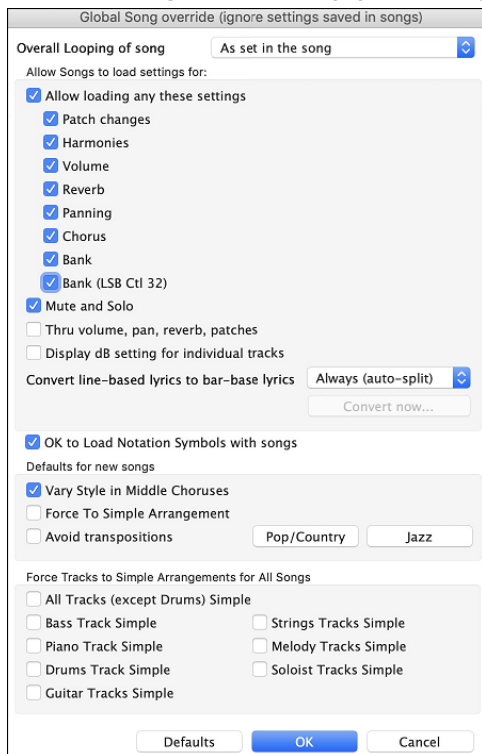 Global Song override (ignore settings saved in songs)
Overall Looping of song As set in the song
Allow Songs to load settings for:
Allow loading any these settings
Patch changes
Harmonies
Volume
Reverb
Panning
Chorus
Bank
Bank (LSB Ctl 32)
Mute and Solo
Thru volume, pan, reverb, patches
Display dB setting for individual tracks
Convert line-based lyrics to bar-base lyrics Always (auto-split)
Convert now...
OK to Load Notation Symbols with songs
Defaults for new songs
Vary Style in Middle Choruses
Force To Simple Arrangement
Avoid transpositions Pop/Country Jazz
Force Tracks to Simple Arrangements for All Songs
All Tracks (except Drums) Simple
Bass Track Simple Strings Tracks Simple
Piano Track Simple Melody Tracks Simple
Drums Track Simple Soloist Tracks Simple
Guitar Tracks Simple
Defaults OK Cancel